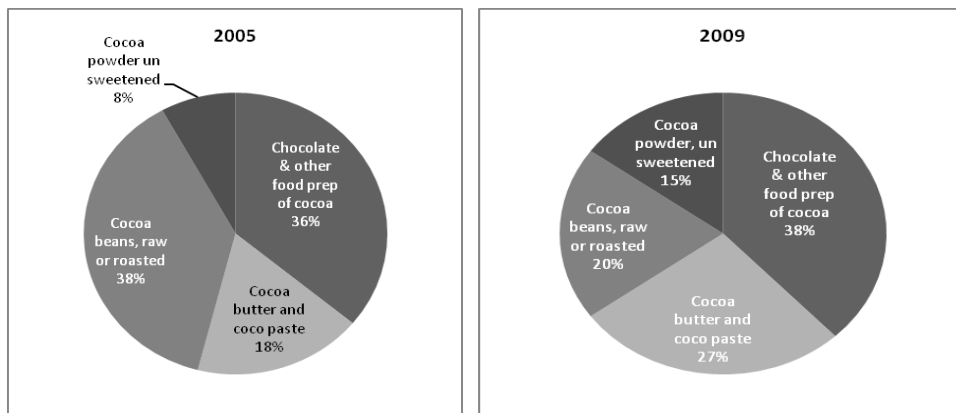 2005
Cocoa
powder un
sweetened
8%
Chocolate
& other
food prep
of cocoa
36%
Cocoa
beans, raw
or roasted
38%
Cocoa
butter and
coco paste
18%
2009
Cocoa
powder, un
sweetened
15%
Chocolate
& other
food prep
of cocoa
38%
Cocoa
beans, raw
or roasted
20%
Cocoa
butter and
coco paste
27%